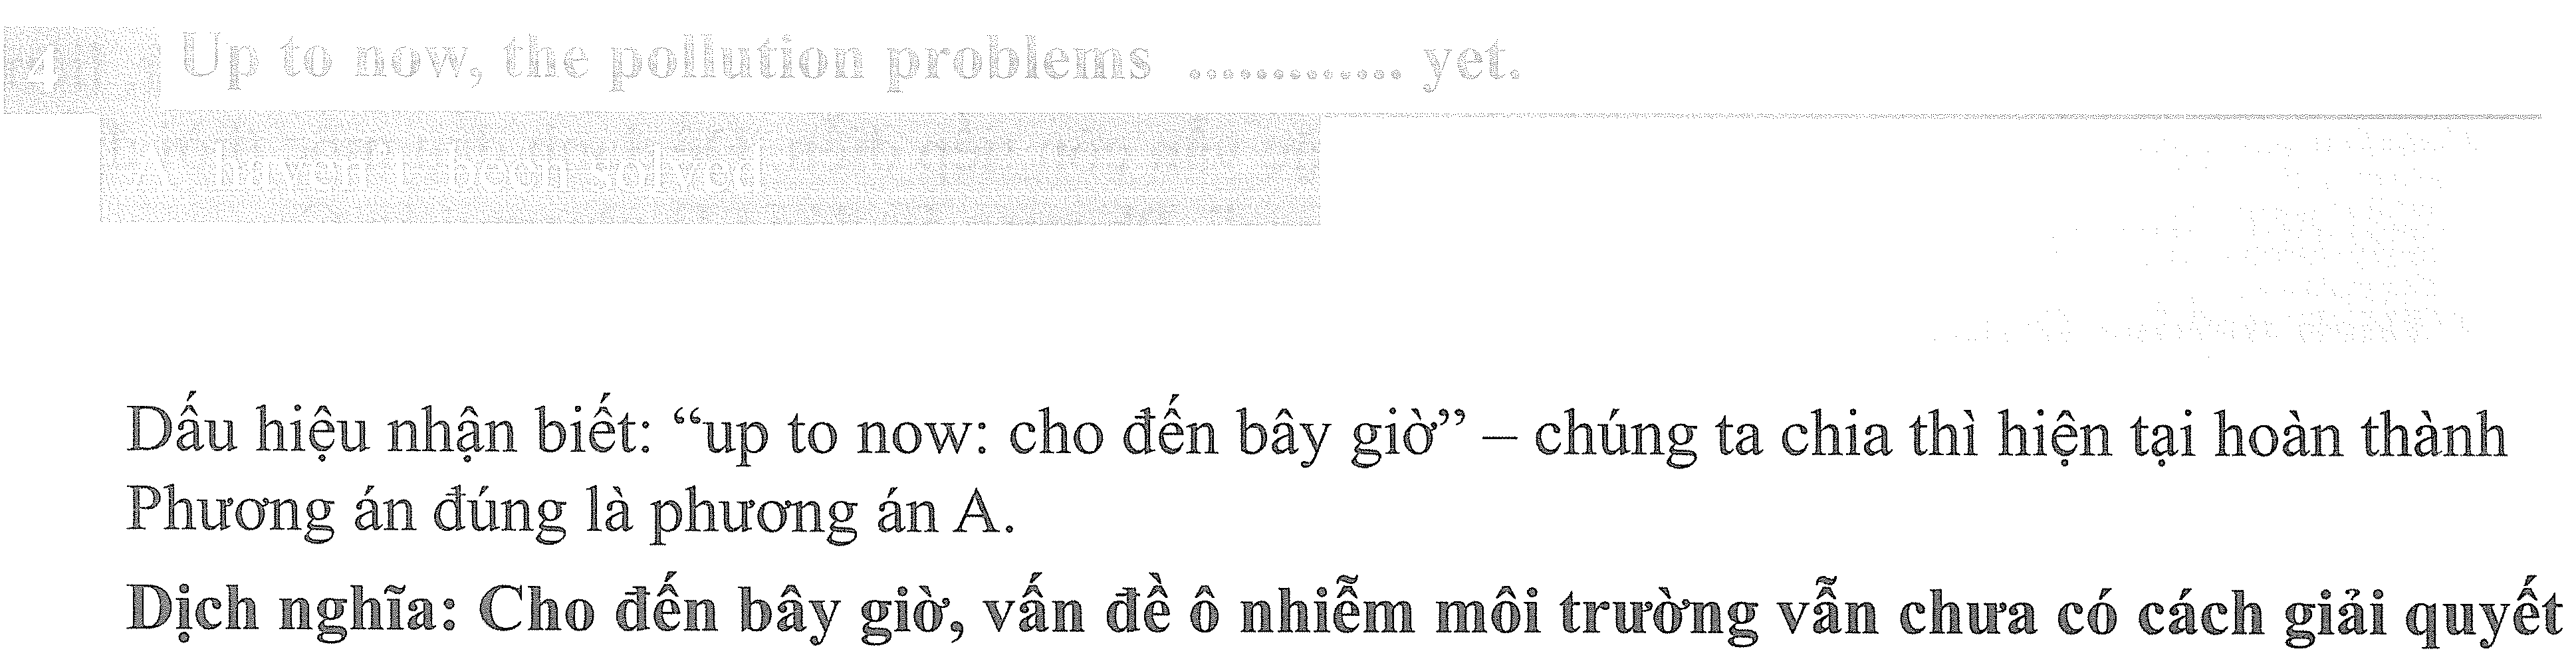 4 Up to now, the pollution problems ............. yet.
A haven't been solved
Dấu hiệu nhận biết: “up to now: cho đến bây giờ” – chúng ta chia thì hiện tại hoàn thành
Phương án đúng là phương án A.
Dịch nghĩa: Cho đến bây giờ, vấn đề ô nhiễm môi trường vẫn chưa có cách giải quyết